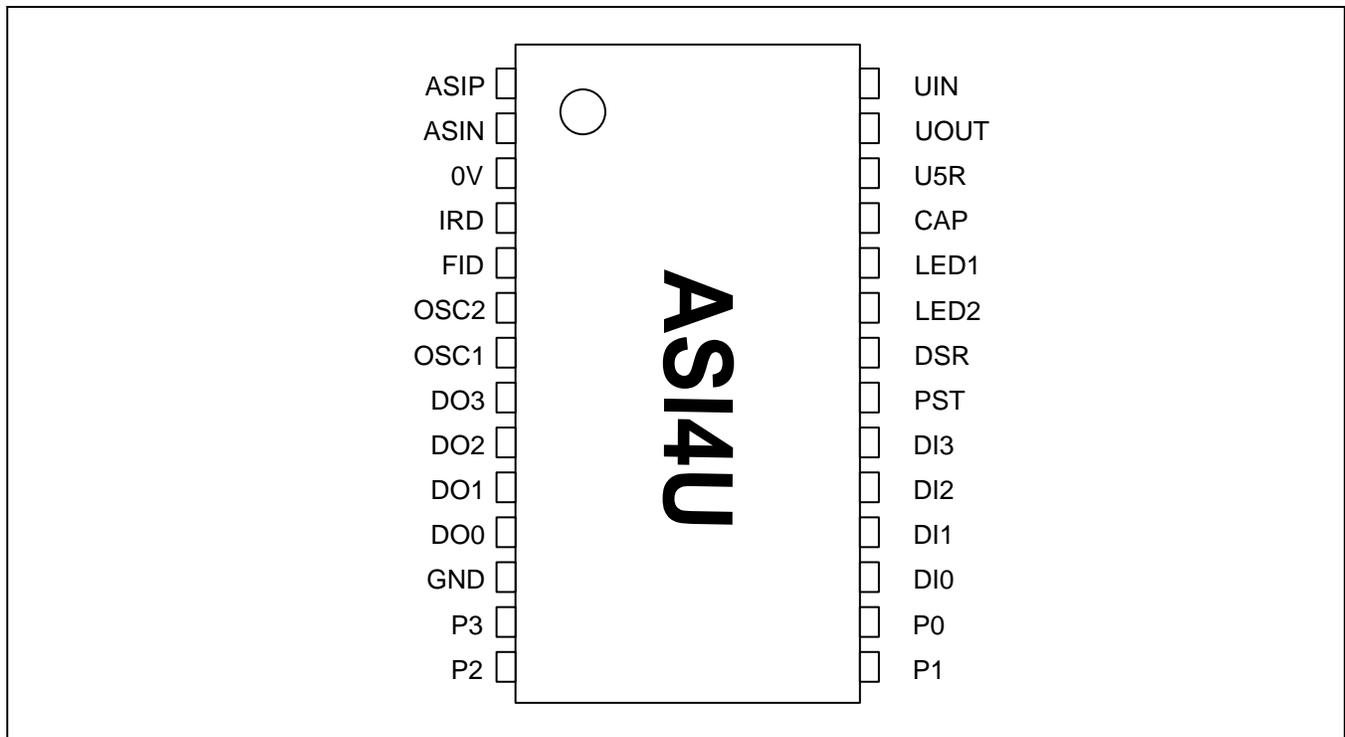 ASIP UIN
ASIN UOUT
0V U5R
IRD CAP
FID LED1
OSC2 LED2
OSC1 DSR
DO3 PST
DO2 DI3
DO1 DI2
DO0 DI1
GND DI0
P3 P0
P2 P1
ASI4U